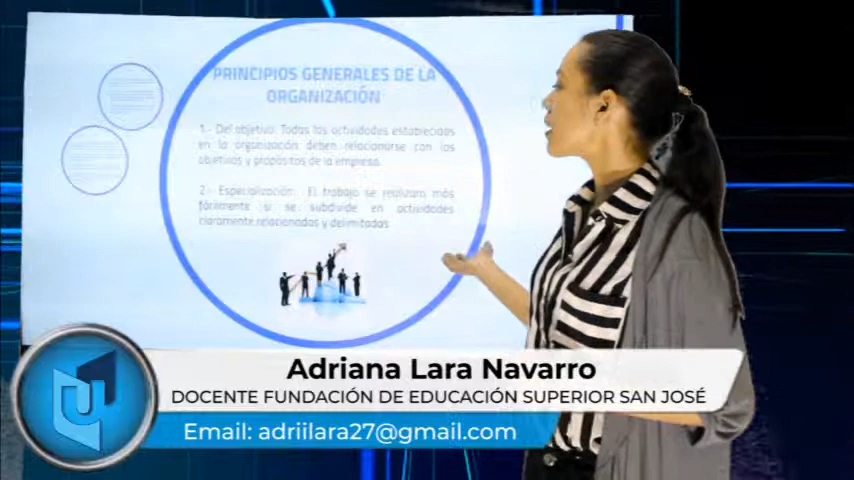 PRINCIPIOS GENERALES DE LA
ORGANIZACIÓN
1.- Del objetivo: Todas las actividades establecidas
en la organización deben relacionarse con los
objetivos y propósitos de la empresa.
2.- Especialización: El trabajo se realizara más
fácilmente si se subdivide en actividades
claramente relacionadas y delimitadas
Adriana Lara Navarro
DOCENTE FUNDACIÓN DE EDUCACIÓN SUPERIOR SAN JOSÉ
Email: adriilara27@gmail.com